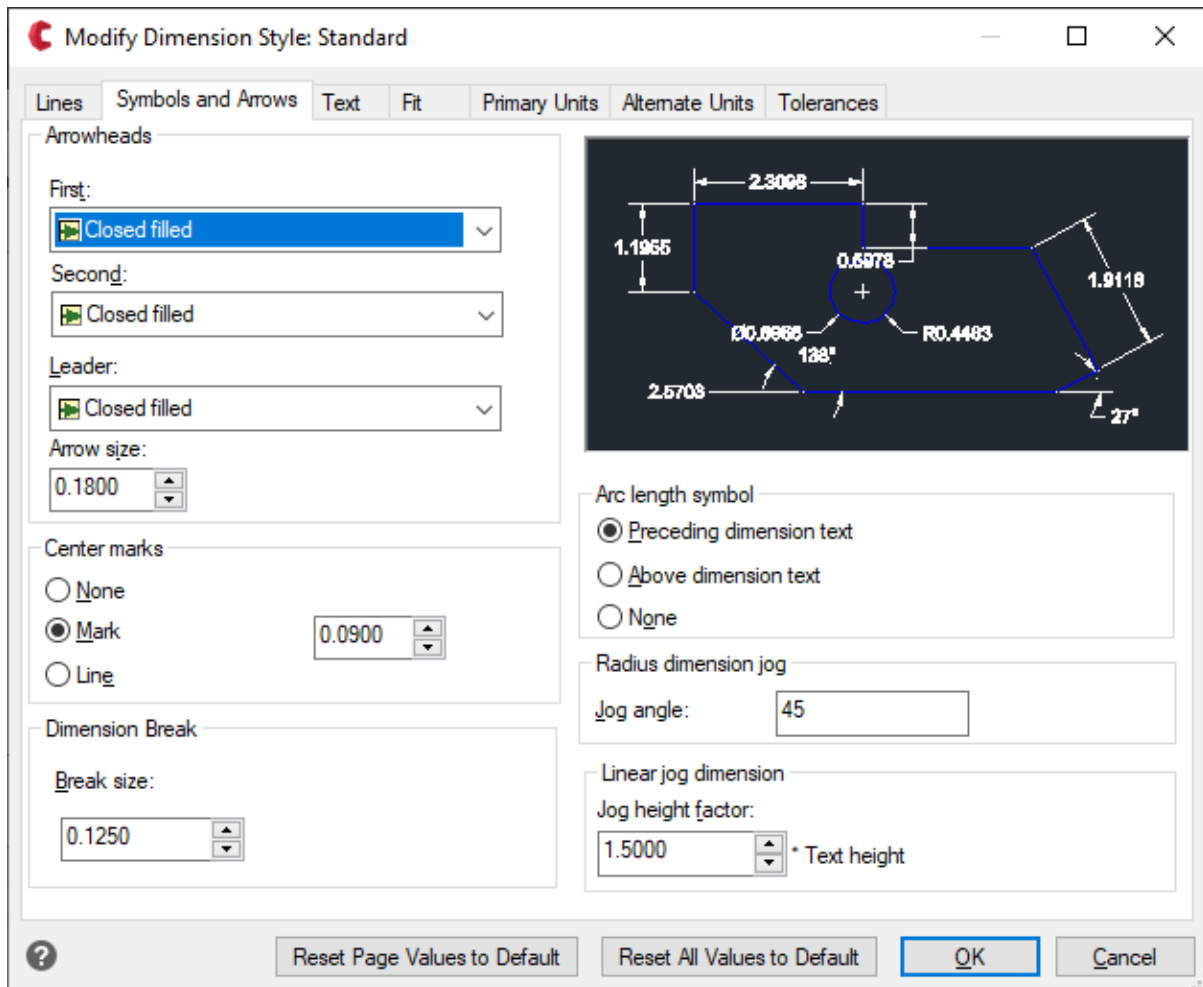 Modify Dimension Style: Standard
Lines Symbols and Arrows Text Fit Primary Units Alternate Units Tolerances
Arrowheads
First:
Closed filled
Second:
Closed filled
Leader:
Closed filled
Arrow size:
0.1800
Center marks
None
Mark
0.0900
Line
Dimension Break
Break size:
0.1250
2.3098
1.1955
0.5978
1.9118
Ø0.8966
R0.4483
138°
2.5703
27°
Arc length symbol
Preceding dimension text
Above dimension text
None
Radius dimension jog
Jog angle:
45
Linear jog dimension
Jog height factor:
1.5000
* Text height
? Reset Page Values to Default Reset All Values to Default OK Cancel